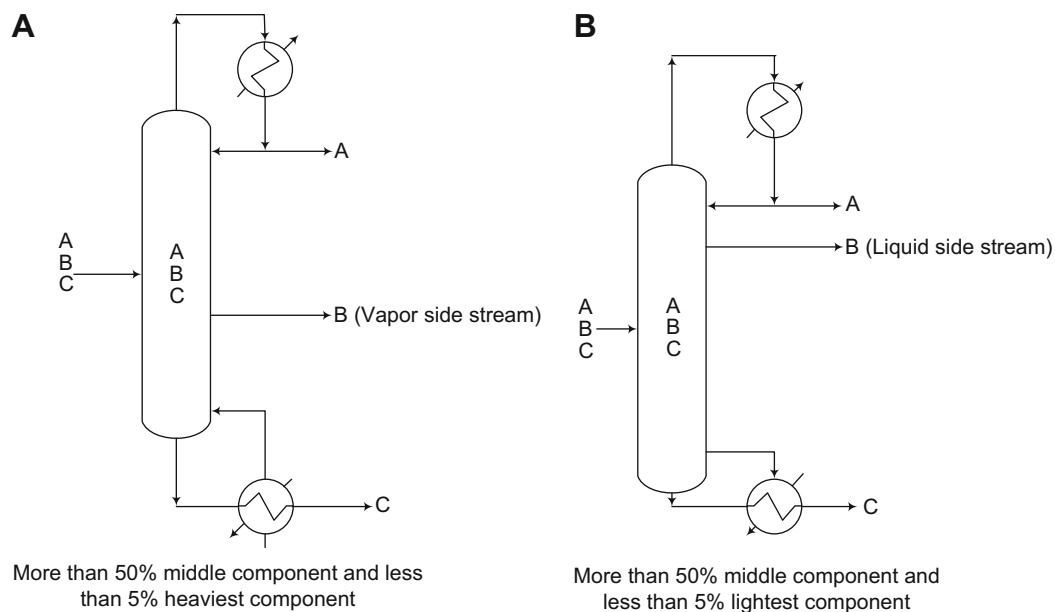 A
A
A
B
C
A
B
C
B (Vapor side stream)
C
More than 50% middle component and less
than 5% heaviest component
B
A
B (Liquid side stream)
A
B
C
A
B
C
C
More than 50% middle component and
less than 5% lightest component